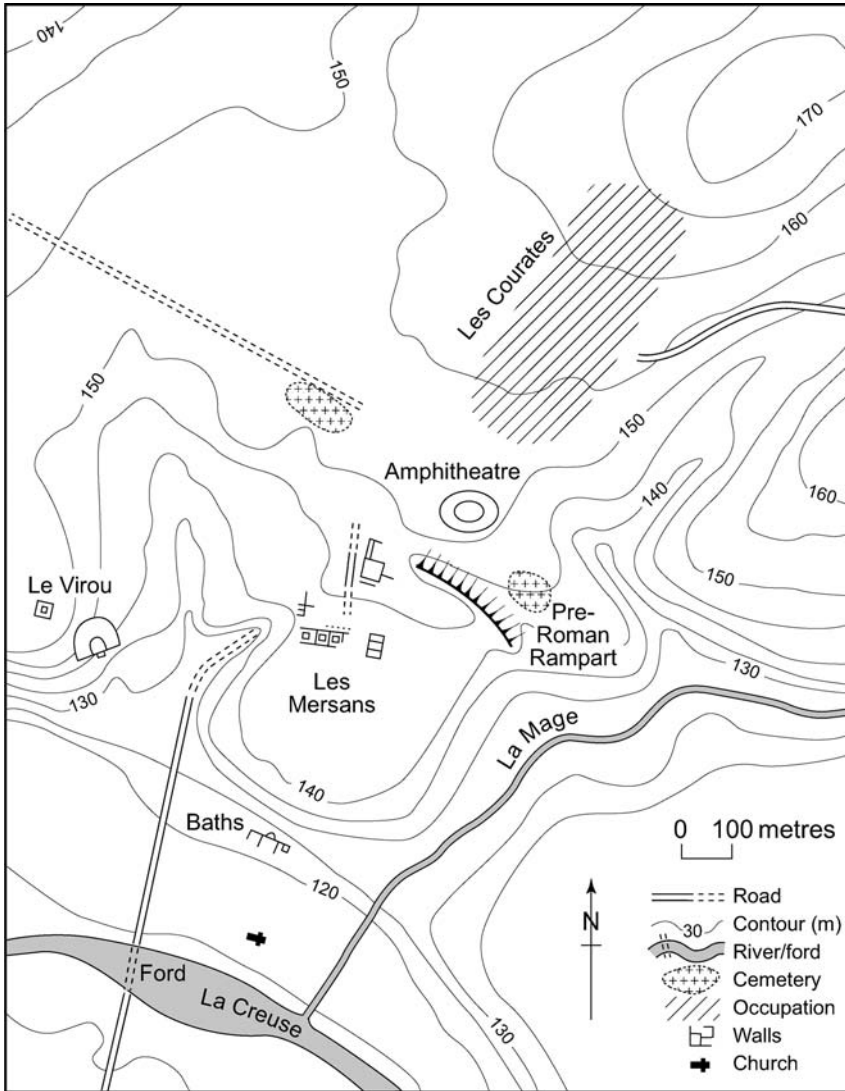 140
150
170
160
Les Courates
150
150
Amphitheatre
140
160
Le Virou
150
Pre-
Roman
Rampart
130
130
Les
Mersans
La Mage
140
Baths
0 100 metres
120
Road
N
30
Contour (m)
River/ford
Ford
Cemetery
La Creuse
Occupation
130
Walls
Church